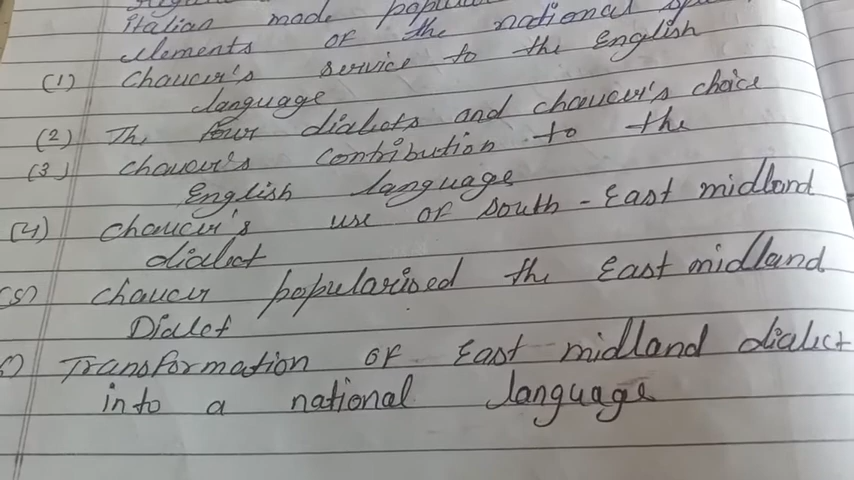 italian made
elements of the national
(1) Chaucer's service to the English
language
(2) The four dialects and chaucer's choice
(3) chaucer's contribution to the
English language
(4) chaucer's use of south - East midland
dialect
(5) chaucer popularised the East midland
Dialect
Transformation of East midland dialect
into a national language